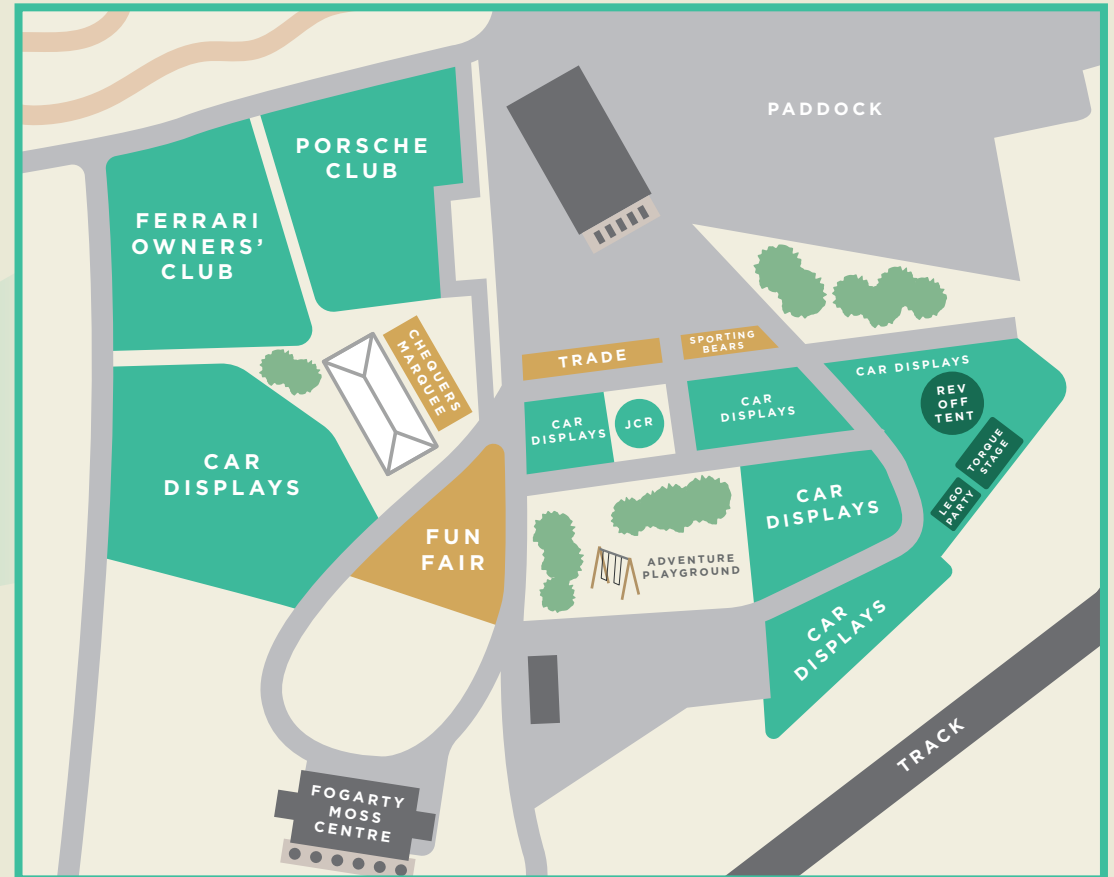 PADDOCK
PORSCHE
CLUB
FERRARI
OWNERS’
CLUB
CHEQUERS
MARQUEE
TRADE
SPORTING
BEARS
CAR DISPLAYS
REV
OFF
TENT
CAR
DISPLAYS
JCR
CAR
DISPLAYS
TORQUE
STAGE
LEGO
PARTY
CAR
DISPLAYS
CAR
DISPLAYS
FUN
FAIR
ADVENTURE
PLAYGROUND
CAR
DISPLAYS
TRACK
FOGARTY
MOSS
CENTRE